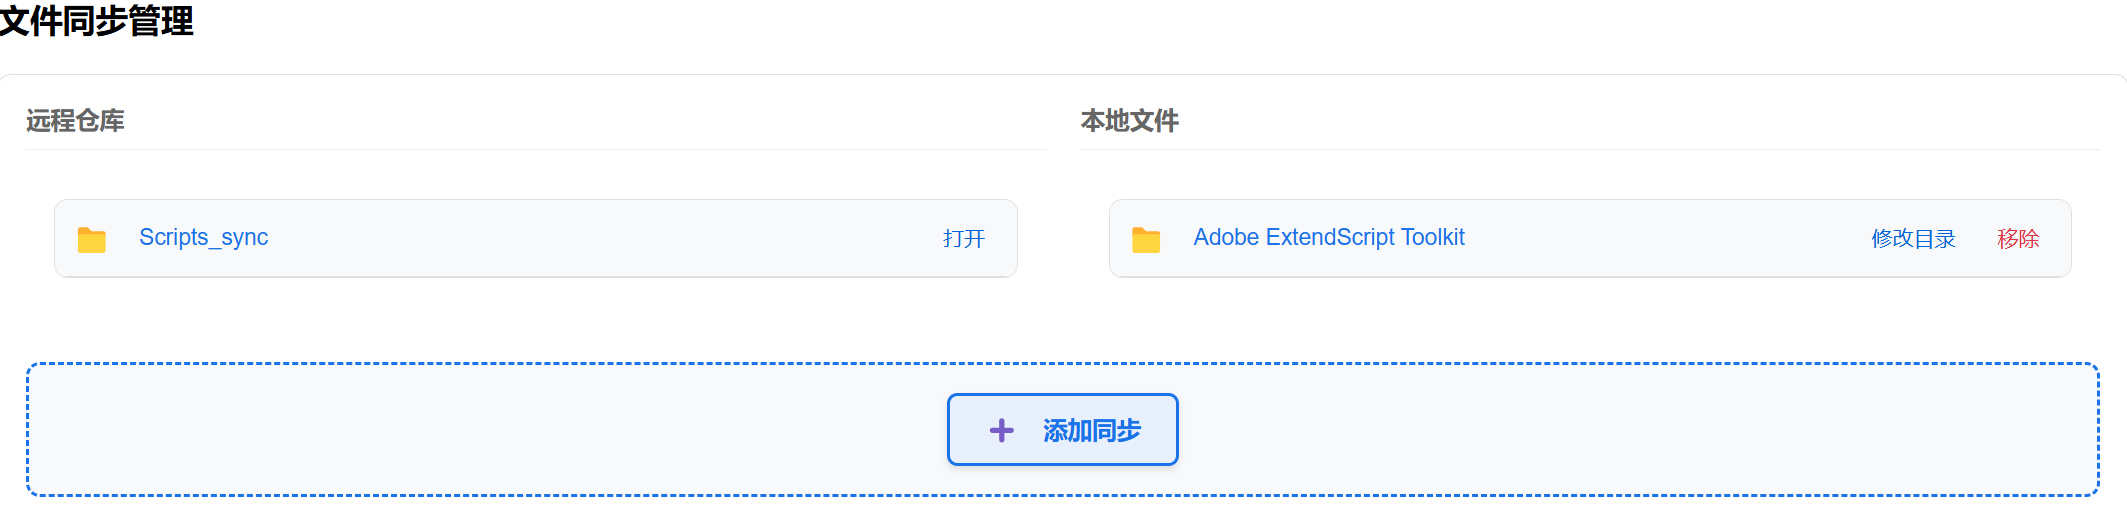 文件同步管理
远程仓库
本地文件
Scripts_sync 打开
Adobe ExtendScript Toolkit 修改目录 移除
添加同步